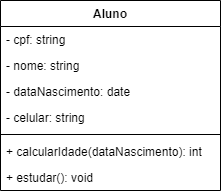 Aluno
- cpf: string
- nome: string
- dataNascimento: date
- celular: string
+ calcularIdade(dataNascimento): int
+ estudar(): void